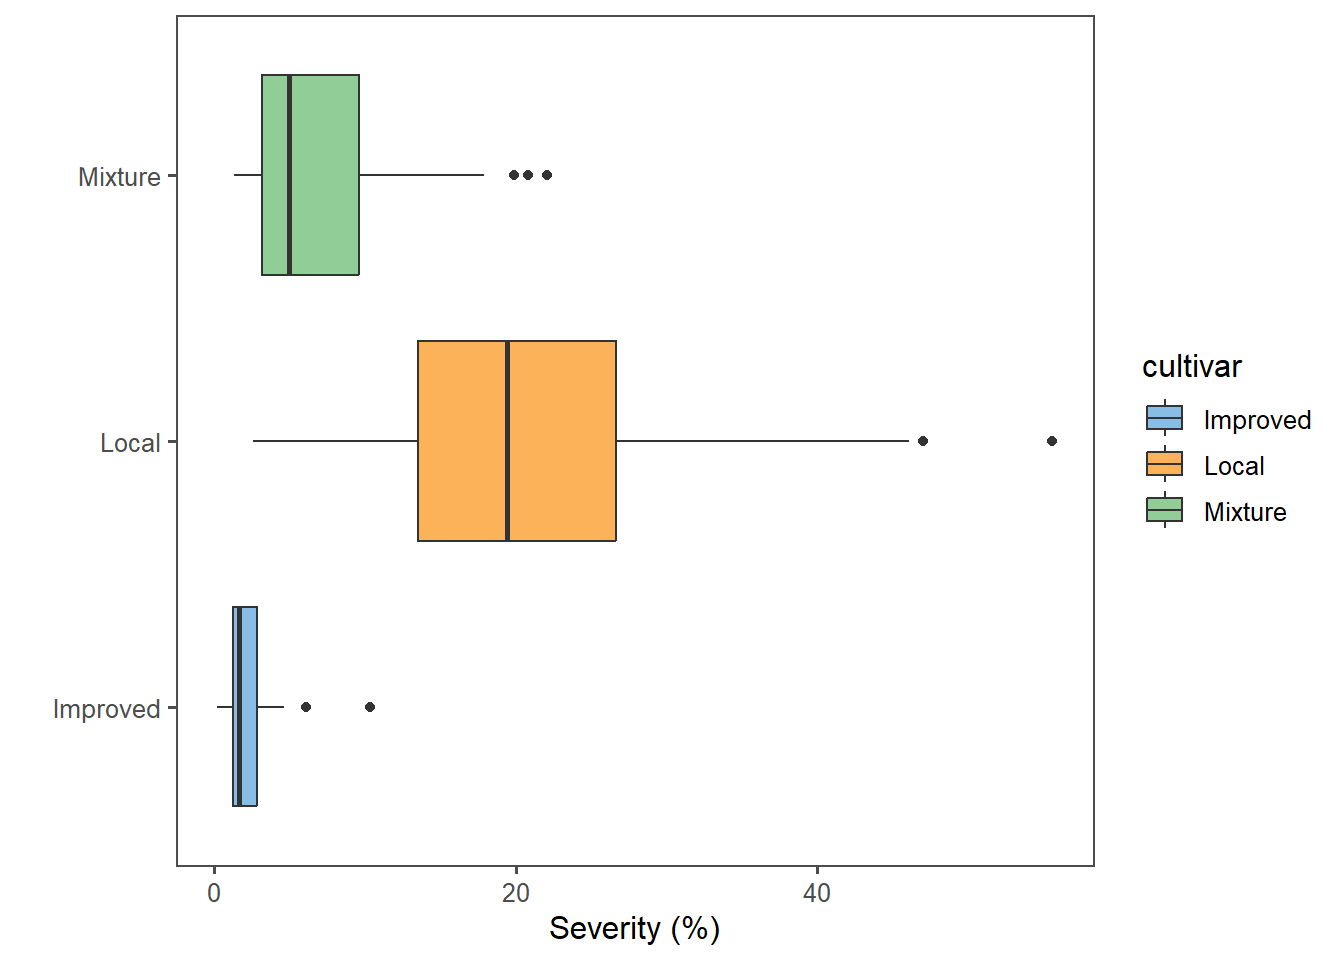 Mixture
Local
Improved
0 20 40
Severity (%)
cultivar
Improved
Local
Mixture